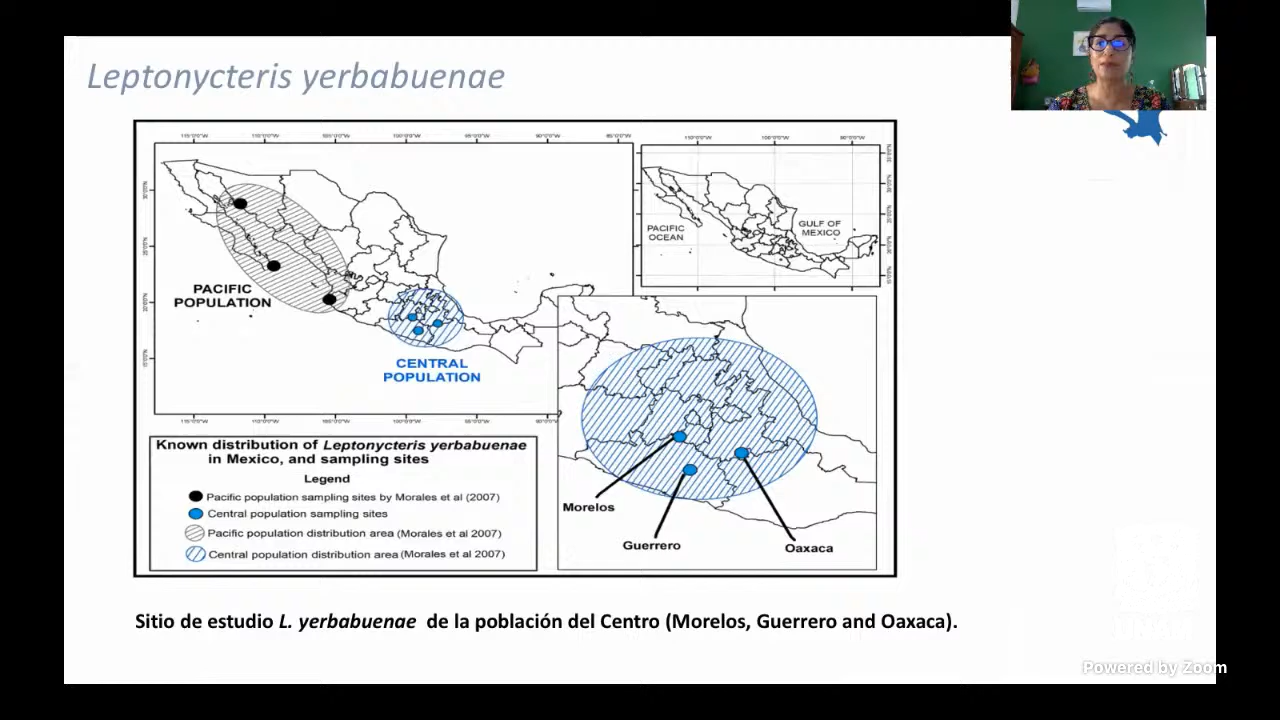 Leptonycteris yerbabuenae
PACIFIC
POPULATION
CENTRAL
POPULATION
PACIFIC
OCEAN
GULF OF
MEXICO
Known distribution of Leptonycteris yerbabuenae
in Mexico, and sampling sites
Legend
Pacific population sampling sites by Morales et al (2007)
Central population sampling sites
Pacific population distribution area (Morales et al 2007)
Central population distribution area (Morales et al 2007)
Morelos
Guerrero
Oaxaca
Sitio de estudio L. yerbabuenae de la población del Centro (Morelos, Guerrero and Oaxaca).
Powered by Zoom